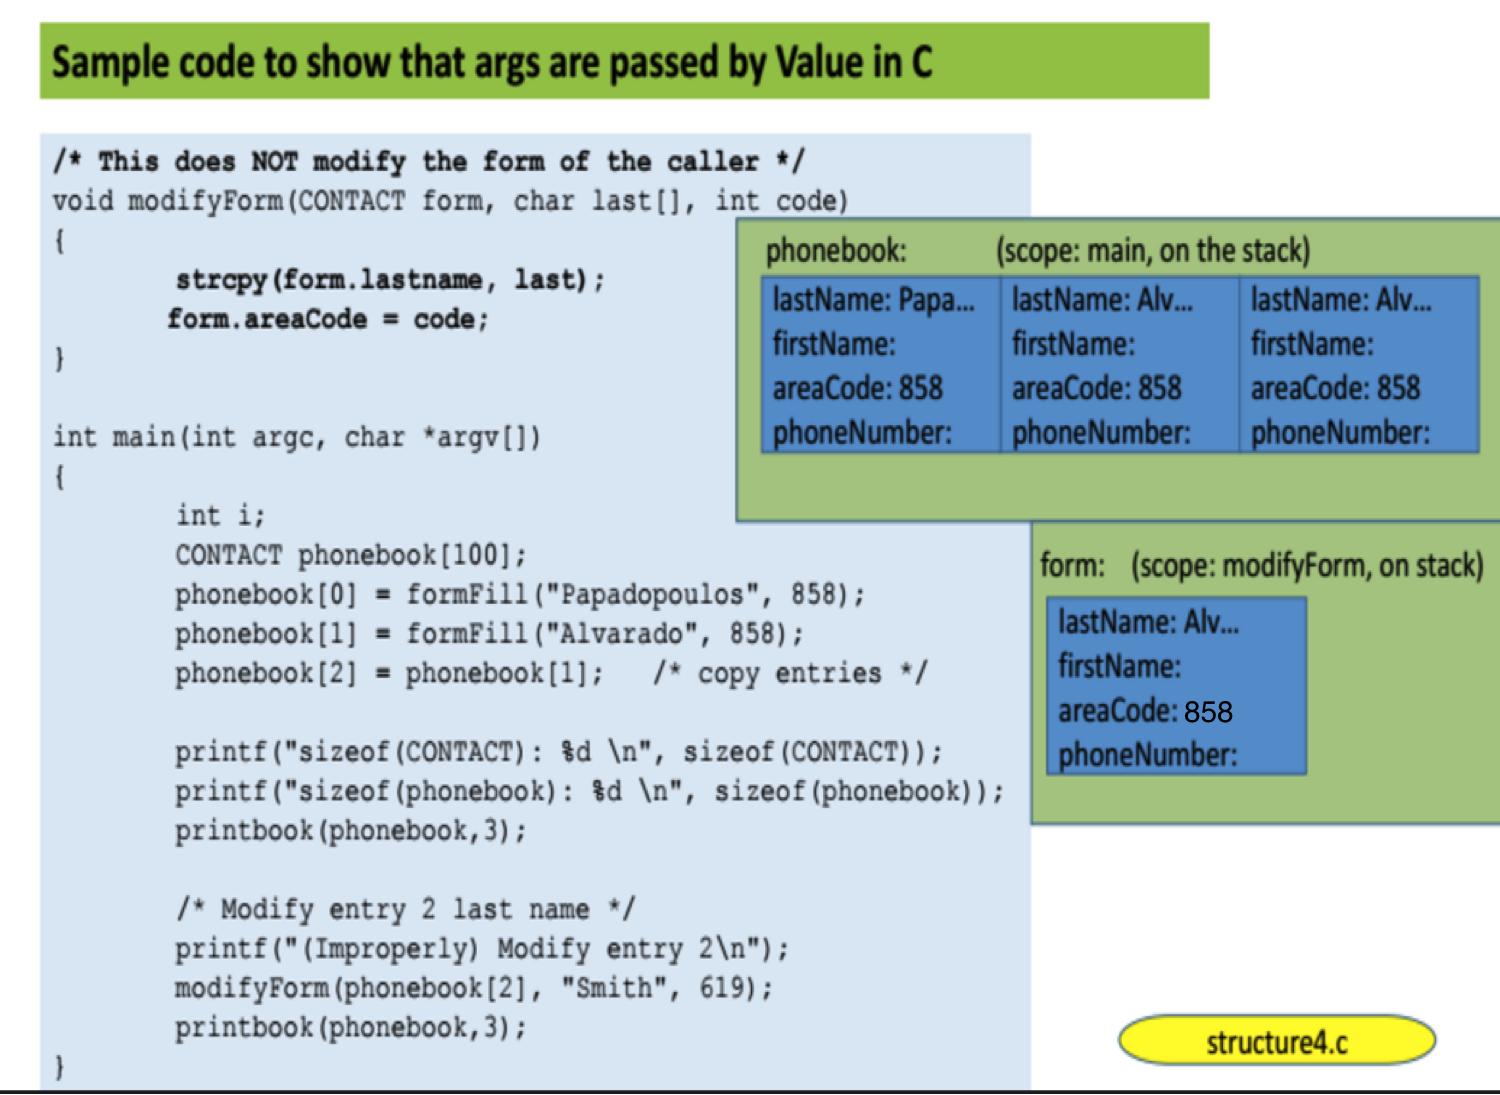 Sample code to show that args are passed by Value in C
/* This does NOT modify the form of the caller */
void modifyForm(CONTACT form, char last[], int code)
{
strcpy(form.lastname, last);
form.areaCode = code;
}
int main(int argc, char *argv[])
{
int i;
CONTACT phonebook[100];
phonebook[0] = formFill("Papadopoulos", 858);
phonebook[1] = formFill("Alvarado", 858);
phonebook[2] = phonebook[1]; /* copy entries */
printf("sizeof(CONTACT): %d \n", sizeof(CONTACT));
printf("sizeof(phonebook): %d \n", sizeof(phonebook));
printbook(phonebook,3);
/* Modify entry 2 last name */
printf("(Improperly) Modify entry 2\n");
modifyForm(phonebook[2], "Smith", 619);
printbook(phonebook,3);
}
phonebook: (scope: main, on the stack)
lastName: Papa... lastName: Alv... lastName: Alv...
firstName: firstName: firstName:
areaCode: 858 areaCode: 858 areaCode: 858
phoneNumber: phoneNumber: phoneNumber:
form: (scope: modifyForm, on stack)
lastName: Alv...
firstName:
areaCode: 858
phoneNumber:
structure4.c